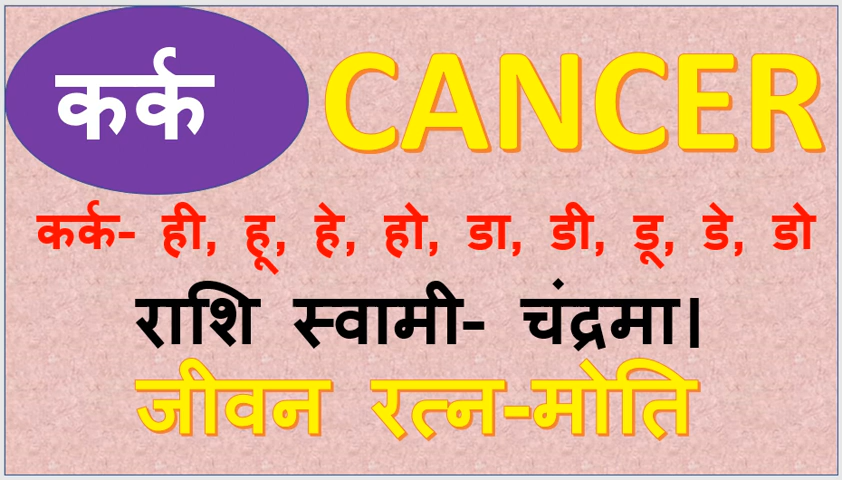 कर्क CANCER
कर्क- ही, हू, हे, हो, डा, डी, डू, डे, डो
राशि स्वामी- चंद्रमा।
जीवन रत्न-मोति